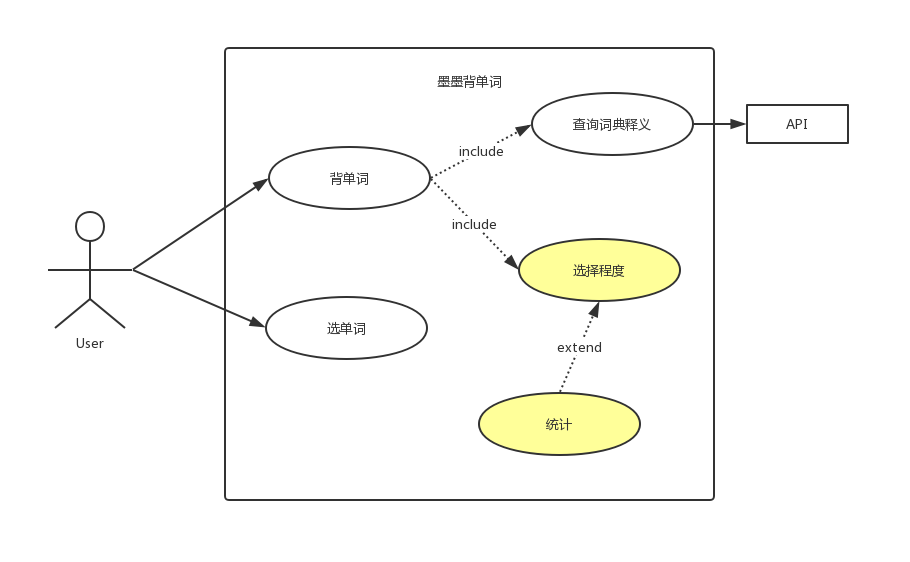 墨墨背单词
查询词典释义
API
include
背单词
include
选择程度
选单词
User
extend
统计